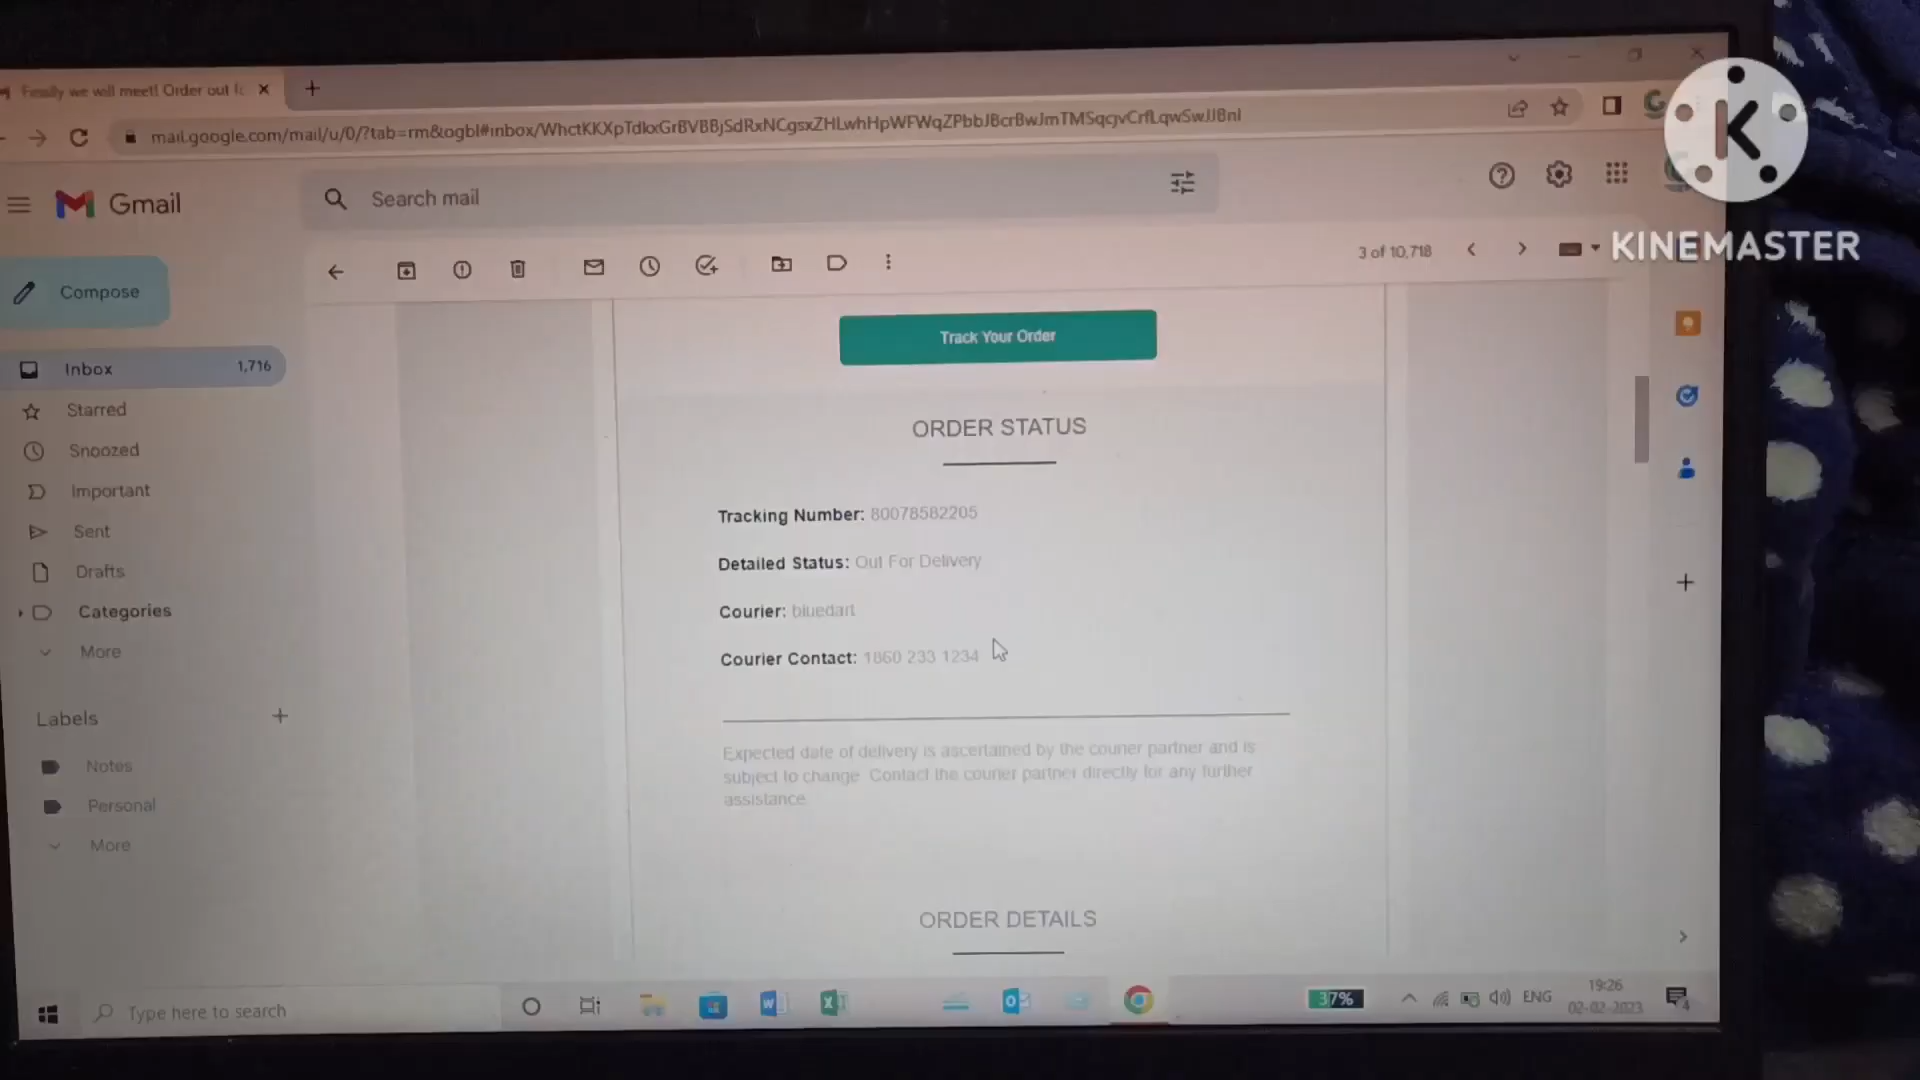 Finally we will meet! Order out f
mail.google.com/mail/u/0/?tab=rm&ogbl#inbox/WhctKKXpTdkxGrBVBBjSdRxNCgsxZHLwhHpWFWqZPbbJBcrBwJmTMSqcjvCrfLqwSwJJBnl
KINEMASTER
Gmail
Search mail
3 of 10,718
Compose
Inbox 1,716
Starred
Snoozed
Important
Sent
Drafts
Categories
More
Labels
Notes
Personal
More
Track Your Order
ORDER STATUS
Tracking Number: 80078582205
Detailed Status: Out For Delivery
Courier: bluedart
Courier Contact: 1860 233 1234
Expected date of delivery is ascertained by the courier partner and is
subject to change. Contact the courier partner directly for any further
assistance.
ORDER DETAILS
Type here to search
37%
ENG
19:26
02-02-2023